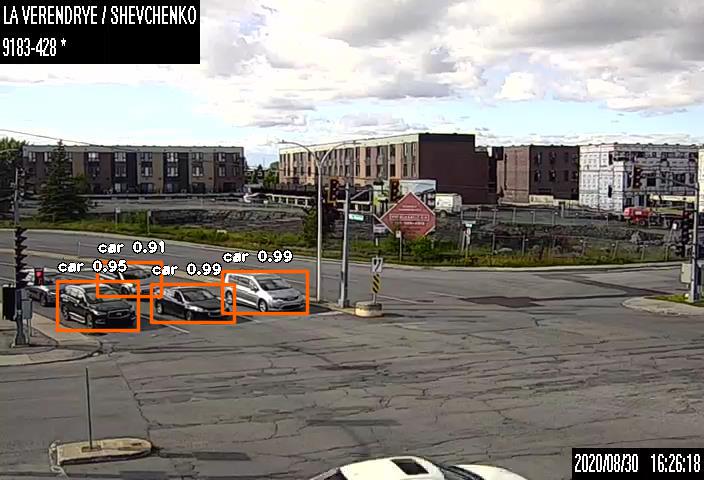 LA VERENDRYE / SHEVCHENKO
9183-428 *
car 0.91
car 0.99
car 0.95
car 0.99
2020/08/30 16:26:18